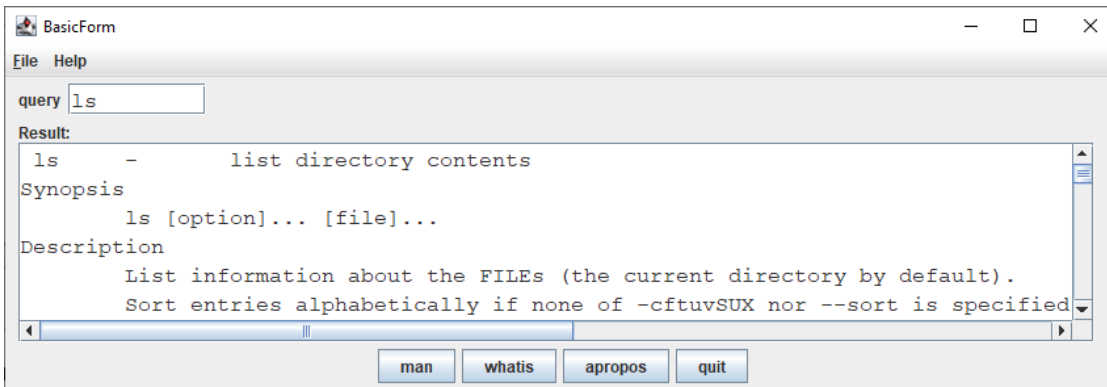 BasicForm
File Help
query ls
Result:
ls - list directory contents
Synopsis
ls [option]... [file]...
Description
List information about the FILEs (the current directory by default).
Sort entries alphabetically if none of -cftuvSUX nor --sort is specified
man whatis apropos quit